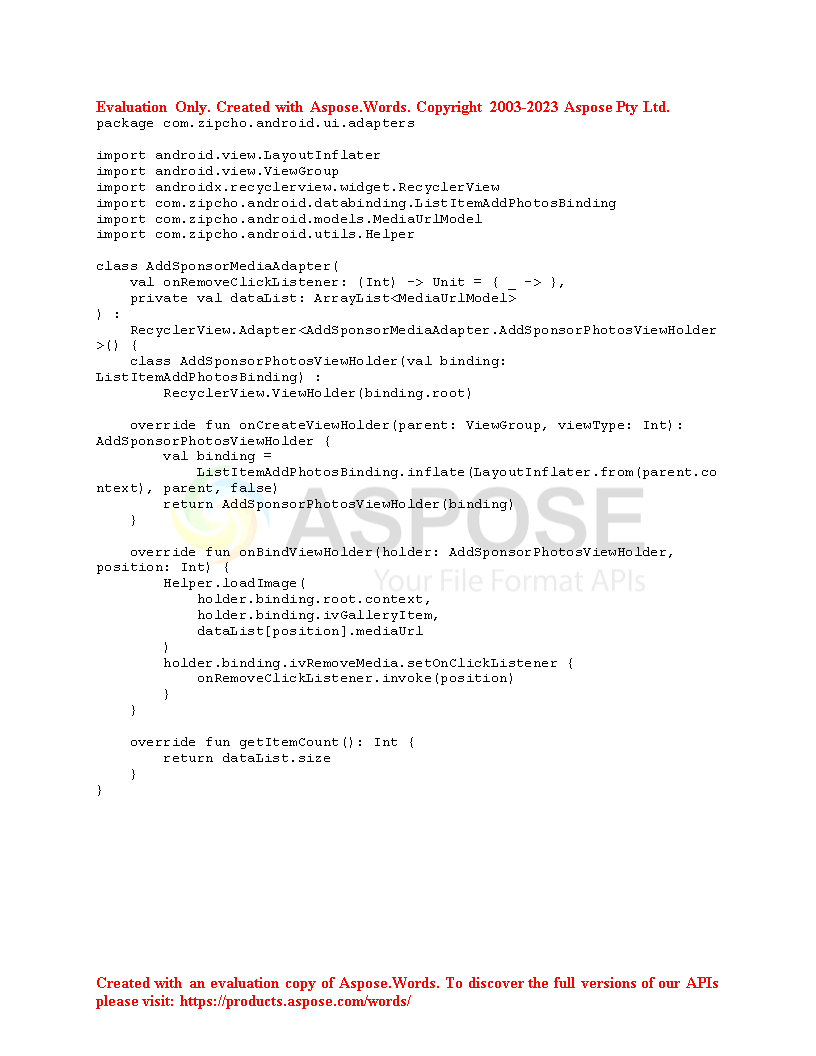 Evaluation Only. Created with Aspose.Words. Copyright 2003-2023 Aspose Pty Ltd.
package com.zipcho.android.ui.adapters

import android.view.LayoutInflater
import android.view.ViewGroup
import androidx.recyclerview.widget.RecyclerView
import com.zipcho.android.databinding.ListItemAddPhotosBinding
import com.zipcho.android.models.MediaUrlModel
import com.zipcho.android.utils.Helper

class AddSponsorMediaAdapter(
    val onRemoveClickListener: (Int) -> Unit = { _ -> },
    private val dataList: ArrayList<MediaUrlModel>
) :
    RecyclerView.Adapter<AddSponsorMediaAdapter.AddSponsorPhotosViewHolder
>() {
    class AddSponsorPhotosViewHolder(val binding:
ListItemAddPhotosBinding) :
        RecyclerView.ViewHolder(binding.root)

    override fun onCreateViewHolder(parent: ViewGroup, viewType: Int):
AddSponsorPhotosViewHolder {
        val binding =
            ListItemAddPhotosBinding.inflate(LayoutInflater.from(parent.co
ntext), parent, false)
        return AddSponsorPhotosViewHolder(binding)
    }
ASPOSE

    override fun onBindViewHolder(holder: AddSponsorPhotosViewHolder,
position: Int) {
Your File Format APIs
        Helper.loadImage(
            holder.binding.root.context,
            holder.binding.ivGalleryItem,
            dataList[position].mediaUrl
        )
        holder.binding.ivRemoveMedia.setOnClickListener {
            onRemoveClickListener.invoke(position)
        }
    }

    override fun getItemCount(): Int {
        return dataList.size
    }
}
Created with an evaluation copy of Aspose.Words. To discover the full versions of our APIs
please visit: https://products.aspose.com/words/